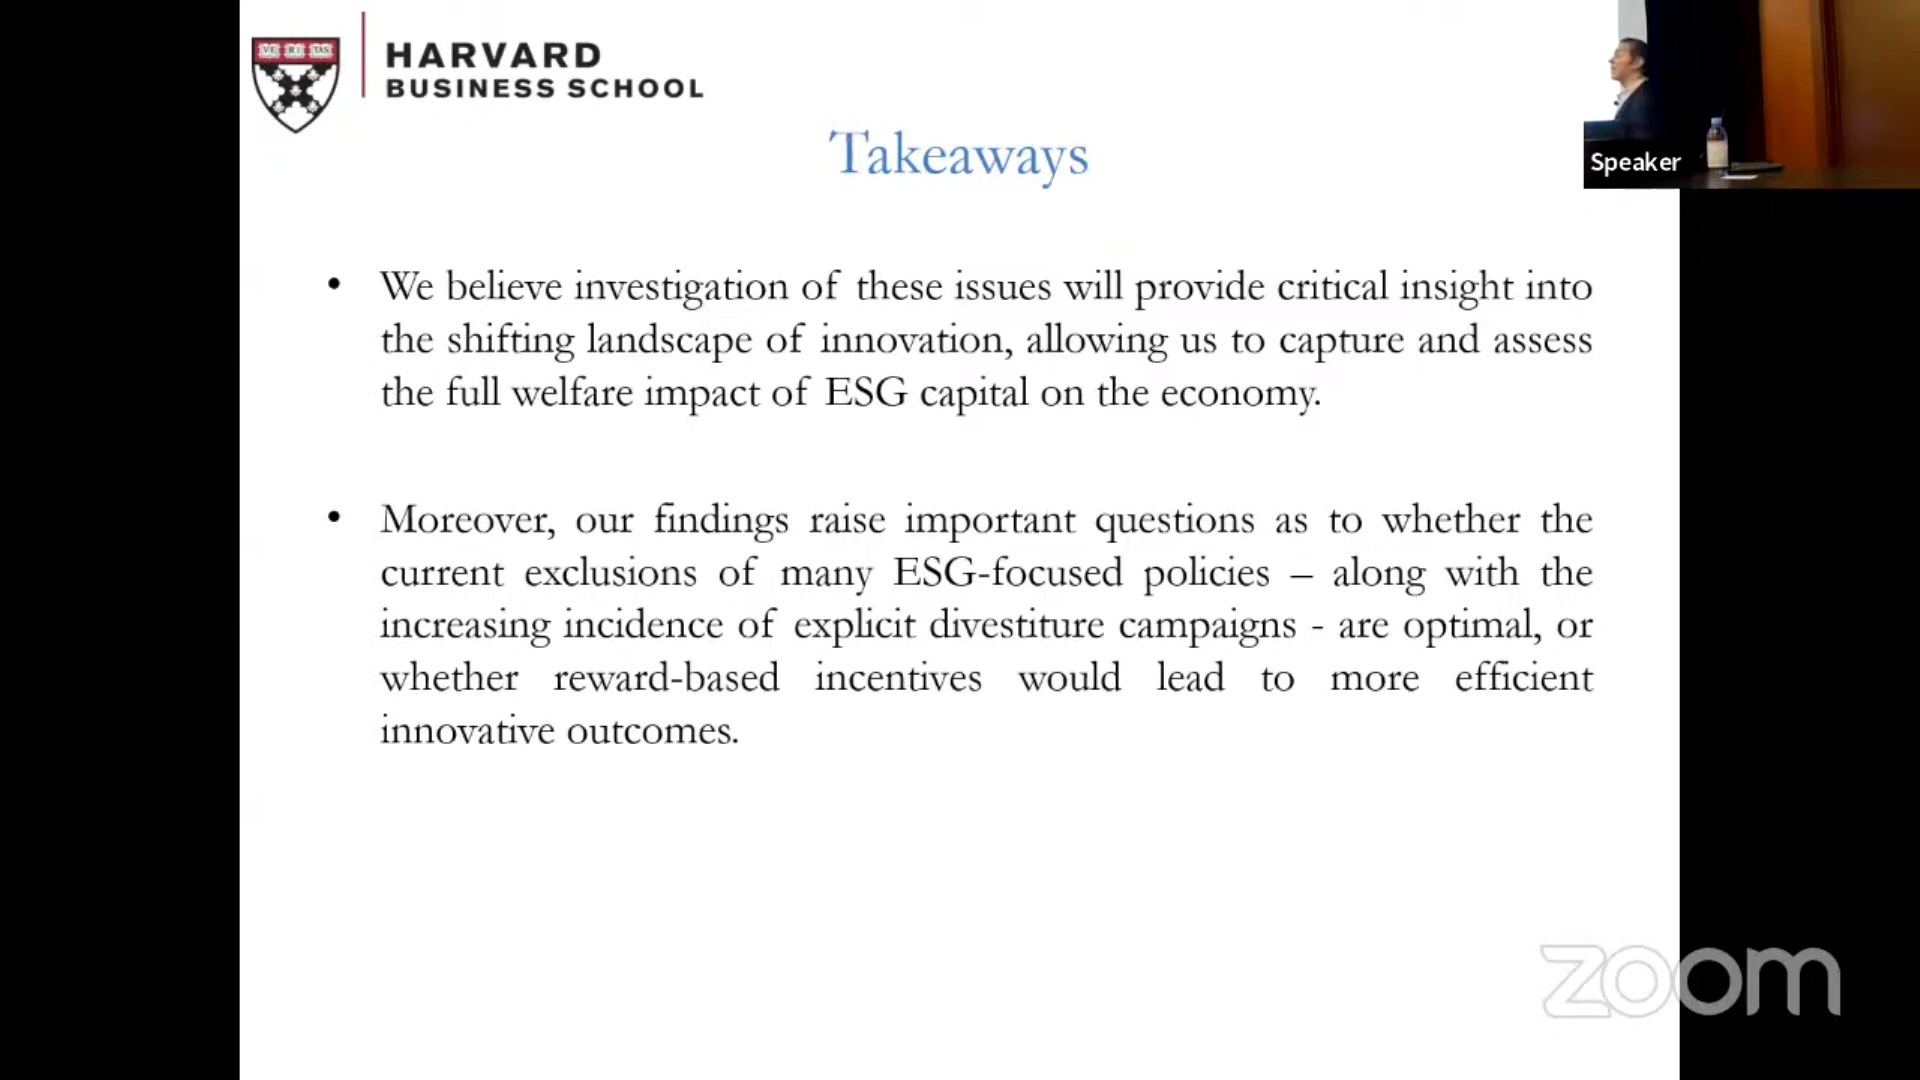 VE RI TAS
HARVARD
BUSINESS SCHOOL
Takeaways
Speaker
• We believe investigation of these issues will provide critical insight into
the shifting landscape of innovation, allowing us to capture and assess
the full welfare impact of ESG capital on the economy.
• Moreover, our findings raise important questions as to whether the
current exclusions of many ESG-focused policies – along with the
increasing incidence of explicit divestiture campaigns - are optimal, or
whether reward-based incentives would lead to more efficient
innovative outcomes.
zoom